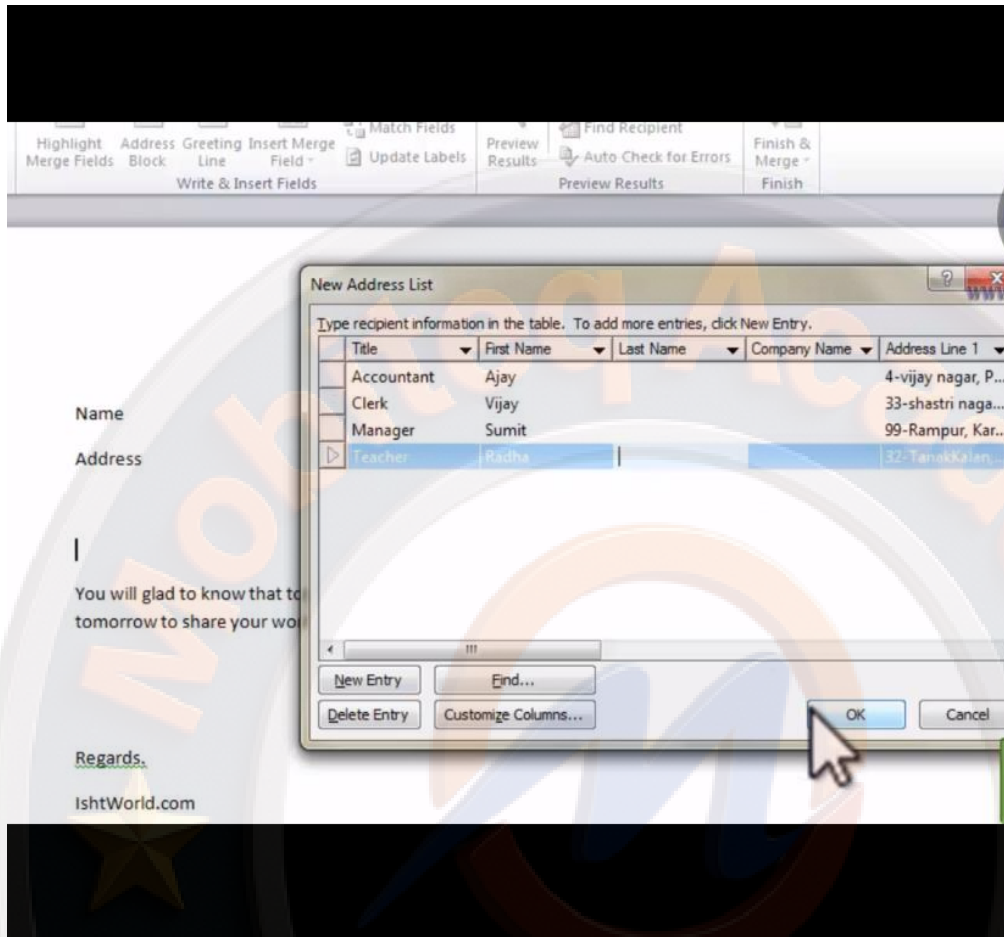 Match Fields
Find Recipient
Highlight Merge Fields
Address Block
Greeting Line
Insert Merge Field
Update Labels
Preview Results
Auto Check for Errors
Finish & Merge
Write & Insert Fields
Preview Results
Finish
New Address List
?
X
www
Type recipient information in the table. To add more entries, click New Entry.
Title First Name Last Name Company Name Address Line 1
Accountant Ajay 4-vijay nagar, P...
Clerk Vijay 33-shastri naga...
Manager Sumit 99-Rampur, Kar...
Teacher Radha
Name
Address
You will glad to know that
tomorrow to share your
New Entry Find...
Delete Entry Customize Columns... OK Cancel
Regards,
IshtWorld.com
Mobiteq
M